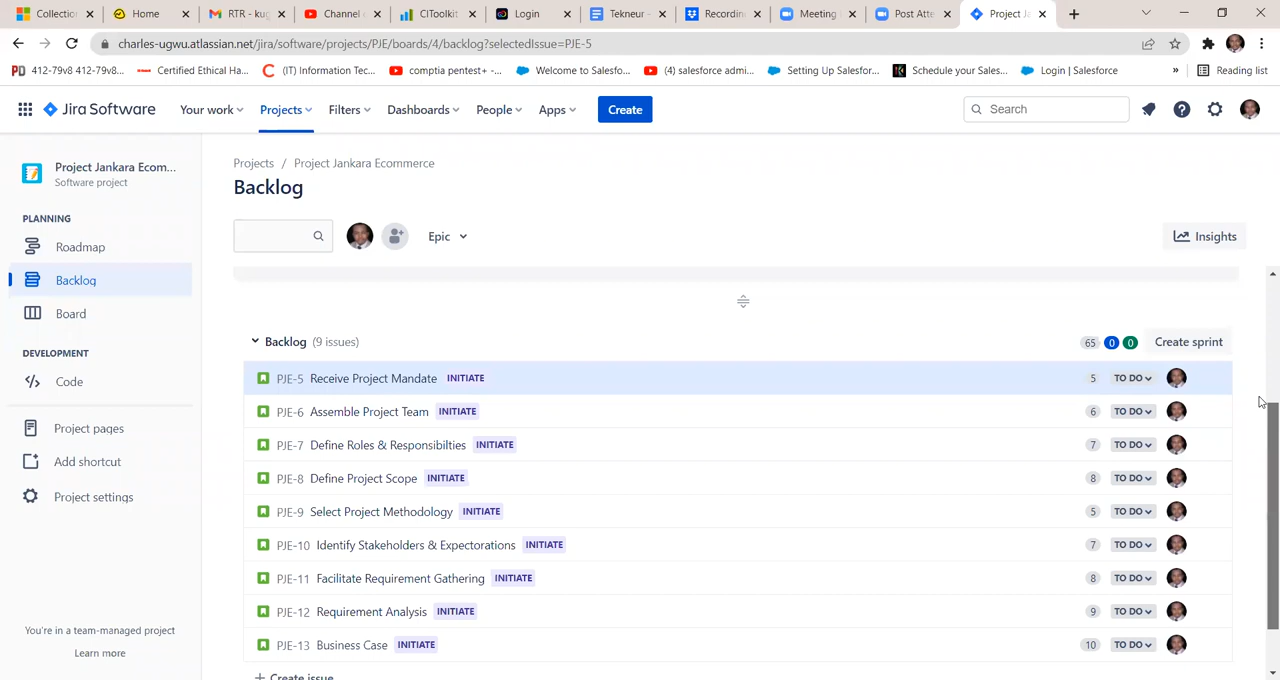 Collection
Home
RTR - kug
Channel c
CIToolkit
Login
Tekneur -
Recording
Meeting
Post Atte
Project Ja
charles-ugwu.atlassian.net/jira/software/projects/PJE/boards/4/backlog?selectedIssue=PJE-5
PD 412-79v8 412-79v8...
Certified Ethical Ha...
(IT) Information Tec...
comptia pentest+ -...
Welcome to Salesfo...
(4) salesforce admi...
Setting Up Salesfor...
Schedule your Sales...
Login | Salesforce
»
Reading list
Jira Software
Your work
Projects
Filters
Dashboards
People
Apps
Create
Search
Project Jankara Ecom...
Software project
PLANNING
Roadmap
Backlog
Board
DEVELOPMENT
Code
Project pages
Add shortcut
Project settings
You're in a team-managed project
Learn more
Projects / Project Jankara Ecommerce
Backlog
Epic
Insights
Backlog (9 issues) 65 0 0 Create sprint
PJE-5 Receive Project Mandate INITIATE 5 TO DO
PJE-6 Assemble Project Team INITIATE 6 TO DO
PJE-7 Define Roles & Responsibilties INITIATE 7 TO DO
PJE-8 Define Project Scope INITIATE 8 TO DO
PJE-9 Select Project Methodology INITIATE 5 TO DO
PJE-10 Identify Stakeholders & Expectorations INITIATE 7 TO DO
PJE-11 Facilitate Requirement Gathering INITIATE 8 TO DO
PJE-12 Requirement Analysis INITIATE 9 TO DO
PJE-13 Business Case INITIATE 10 TO DO
+ Create issue